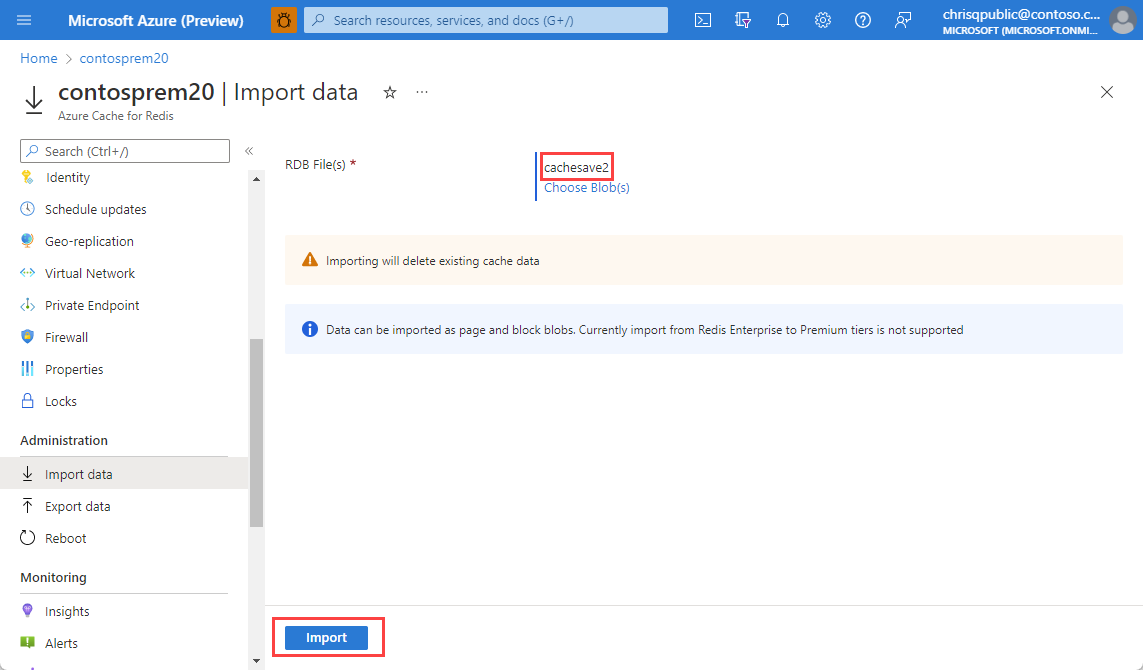 Microsoft Azure (Preview)
Search resources, services, and docs (G+/)
chrisqpublic@contoso.c...
MICROSOFT (MICROSOFT.ONMI...
Home > contosprem20
contosprem20 | Import data
...
Azure Cache for Redis
Search (Ctrl+/)
«
Identity
Schedule updates
Geo-replication
Virtual Network
Private Endpoint
Firewall
Properties
Locks
Administration
Import data
Export data
Reboot
Monitoring
Insights
Alerts
RDB File(s) *
cachesave2
Choose Blob(s)
Importing will delete existing cache data
Data can be imported as page and block blobs. Currently import from Redis Enterprise to Premium tiers is not supported
Import